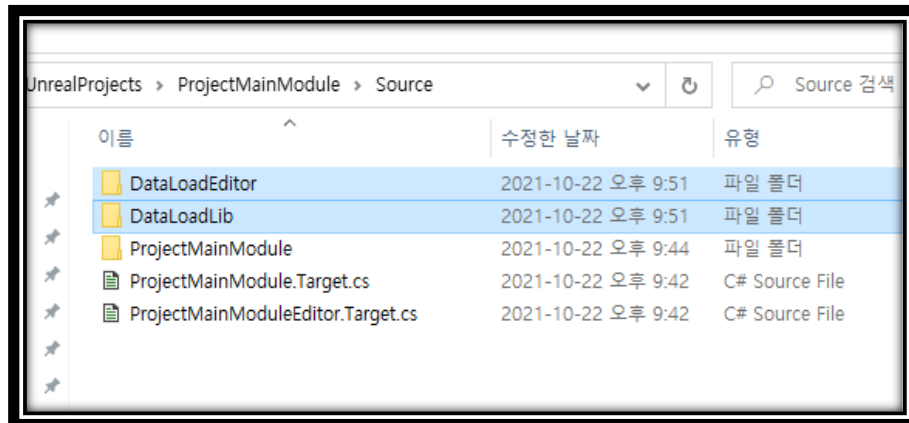 UnrealProjects > ProjectMainModule > Source
Source 검색
이름 수정한 날짜 유형
DataLoadEditor 2021-10-22 오후 9:51 파일 폴더
DataLoadLib 2021-10-22 오후 9:51 파일 폴더
ProjectMainModule 2021-10-22 오후 9:44 파일 폴더
ProjectMainModule.Target.cs 2021-10-22 오후 9:42 C# Source File
ProjectMainModuleEditor.Target.cs 2021-10-22 오후 9:42 C# Source File